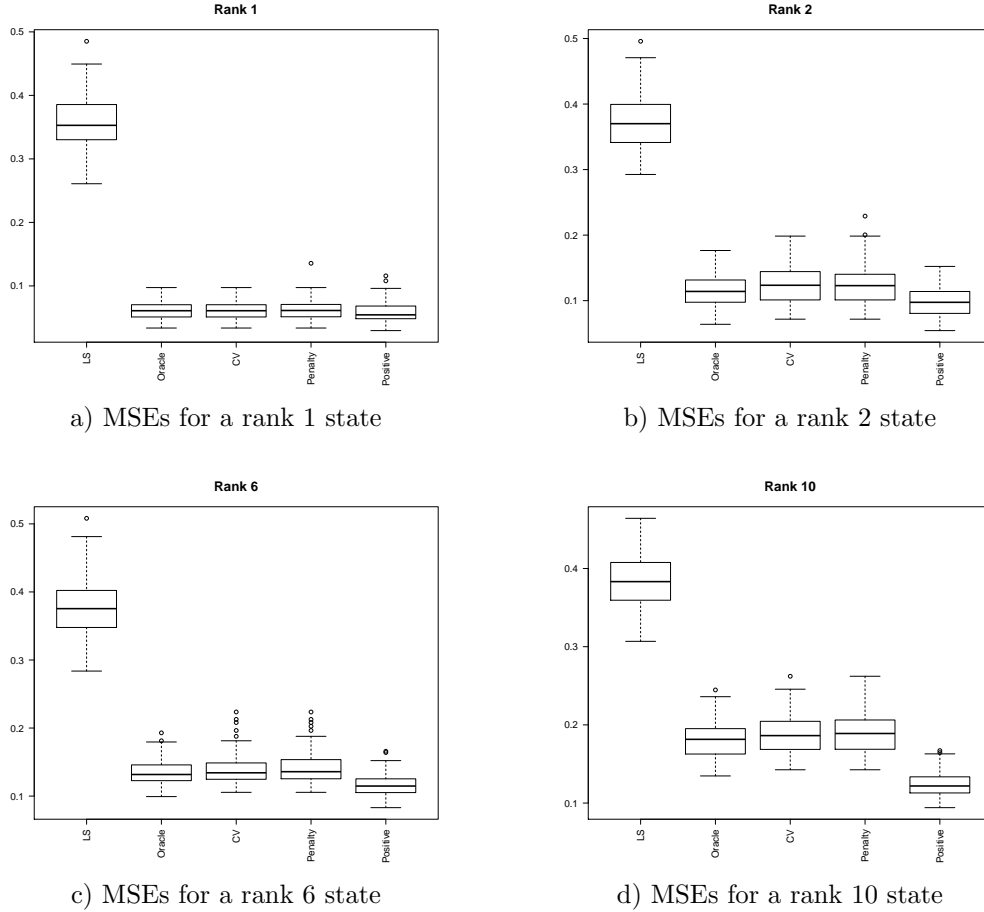 Rank 1
0.5
0.4
0.3
0.2
0.1
LS
Oracle
CV
Penalty
Positive
a) MSEs for a rank 1 state
Rank 2
0.5
0.4
0.3
0.2
0.1
LS
Oracle
CV
Penalty
Positive
b) MSEs for a rank 2 state
Rank 6
0.5
0.4
0.3
0.2
0.1
LS
Oracle
CV
Penalty
Positive
c) MSEs for a rank 6 state
Rank 10
0.4
0.3
0.2
0.1
LS
Oracle
CV
Penalty
Positive
d) MSEs for a rank 10 state